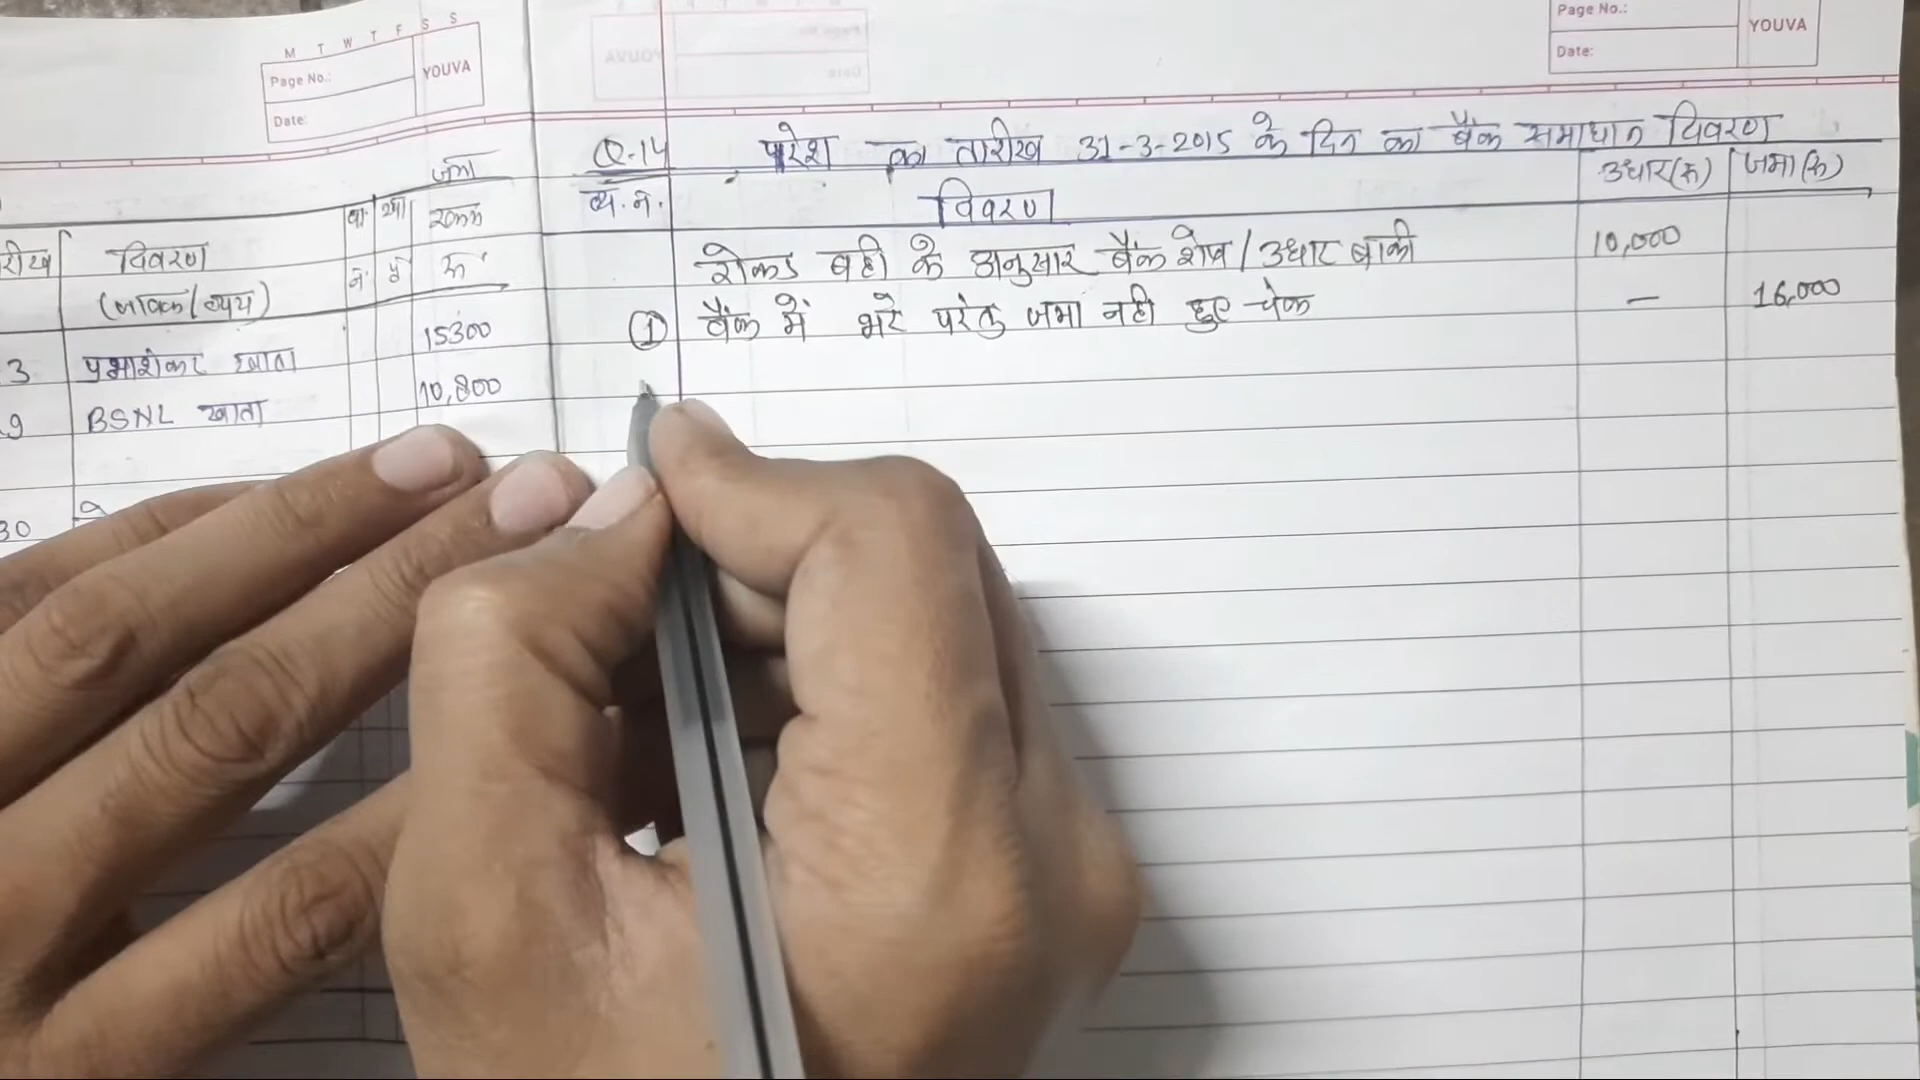 M T W T F S S
Page No.:
YOUVA
Date:
जमा
विवरण
(आवक/व्यय)
रकम
रू
3 प्रभाशंकर खाता 15300
9 BSNL खाता 10,800
30
Page No.:
YOUVA
Date:
Q-14 परेश का तारीख 31-3-2015 के दिन का बैंक समाधान विवरण
व्य.न. विवरण उधार(रू) जमा(रू)
रोकड बही के अनुसार बैंक शेष/उधार बाकी 10,000
① बैंक में भरे परंतु जमा नही हुए चेक — 16,000